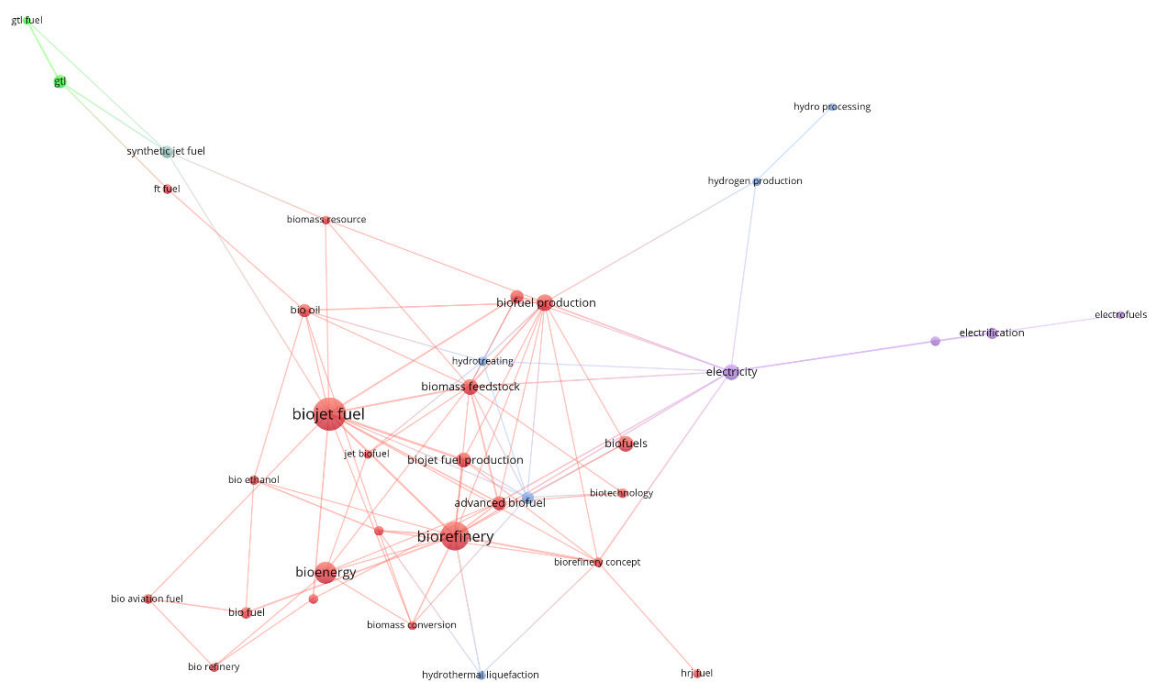 gtl fuel
gtl
hydro processing
synthetic jet fuel
hydrogen production
ft fuel
biomass resource
biofuel production
bio oil
electrofuels
electrification
hydrotreating
electricity
biomass feedstock
biojet fuel
biofuels
jet biofuel
biojet fuel production
bio ethanol
biotechnology
advanced biofuel
biorefinery
biorefinery concept
bioenergy
bio aviation fuel
bio fuel
biomass conversion
bio refinery
hydrothermal liquefaction
hrj fuel